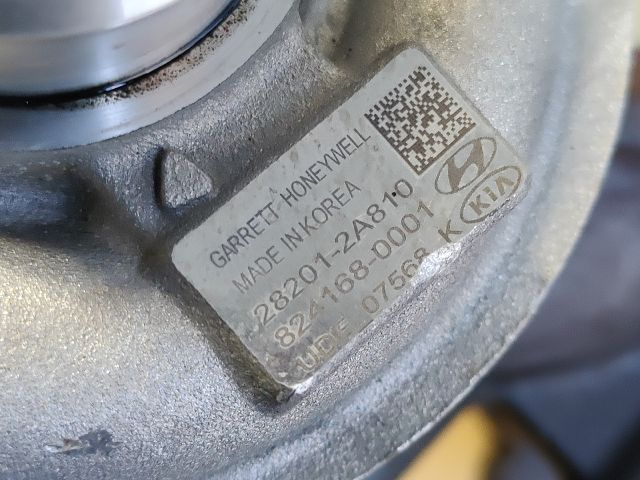 GARRETT HONEYWELL
MADE IN KOREA
28201-2A810
824168-0001
07568 K
KIA